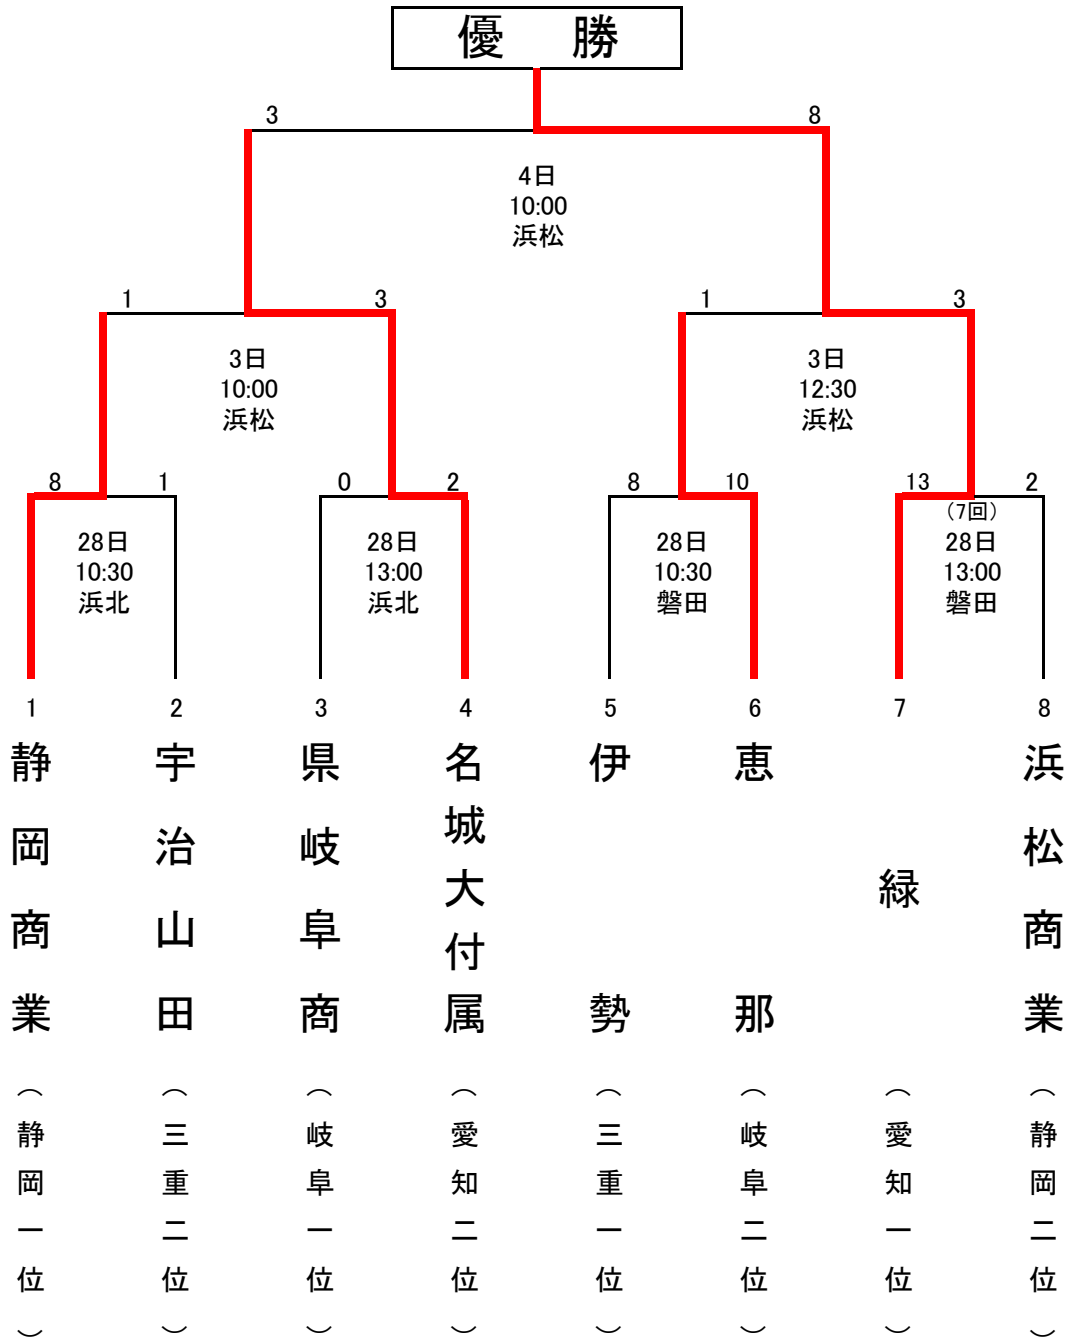 優 勝
3 8
4日
10:00
浜松
1 3 1 3
3日
10:00
浜松
3日
12:30
浜松
8 1 0 2 8 10 13 2
28日
10:30
浜北
28日
13:00
浜北
28日
10:30
磐田
(7回)
28日
13:00
磐田
1 2 3 4 5 6 7 8
静岡商業
(静岡一位)
宇治山田
(三重二位)
県岐阜商
(岐阜一位)
名城大付属
(愛知二位)
伊勢
(三重一位)
恵那
(岐阜二位)
緑
(愛知一位)
浜松商業
(静岡二位)